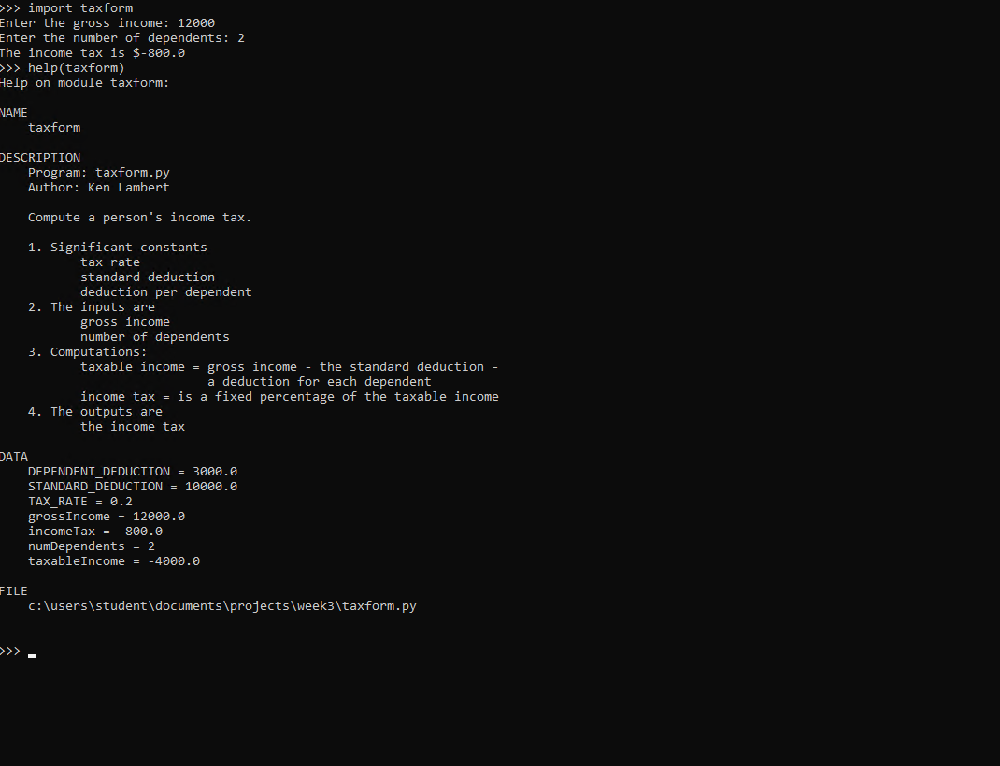 >>> import taxform
Enter the gross income: 12000
Enter the number of dependents: 2
The income tax is $-800.0
>>> help(taxform)
Help on module taxform:
NAME
taxform
DESCRIPTION
Program: taxform.py
Author: Ken Lambert
Compute a person's income tax.
1. Significant constants
tax rate
standard deduction
deduction per dependent
2. The inputs are
gross income
number of dependents
3. Computations:
taxable income = gross income - the standard deduction -
a deduction for each dependent
income tax = is a fixed percentage of the taxable income
4. The outputs are
the income tax
DATA
DEPENDENT_DEDUCTION = 3000.0
STANDARD_DEDUCTION = 10000.0
TAX_RATE = 0.2
grossIncome = 12000.0
incomeTax = -800.0
numDependents = 2
taxableIncome = -4000.0
FILE
c:\users\student\documents\projects\week3\taxform.py
>>>